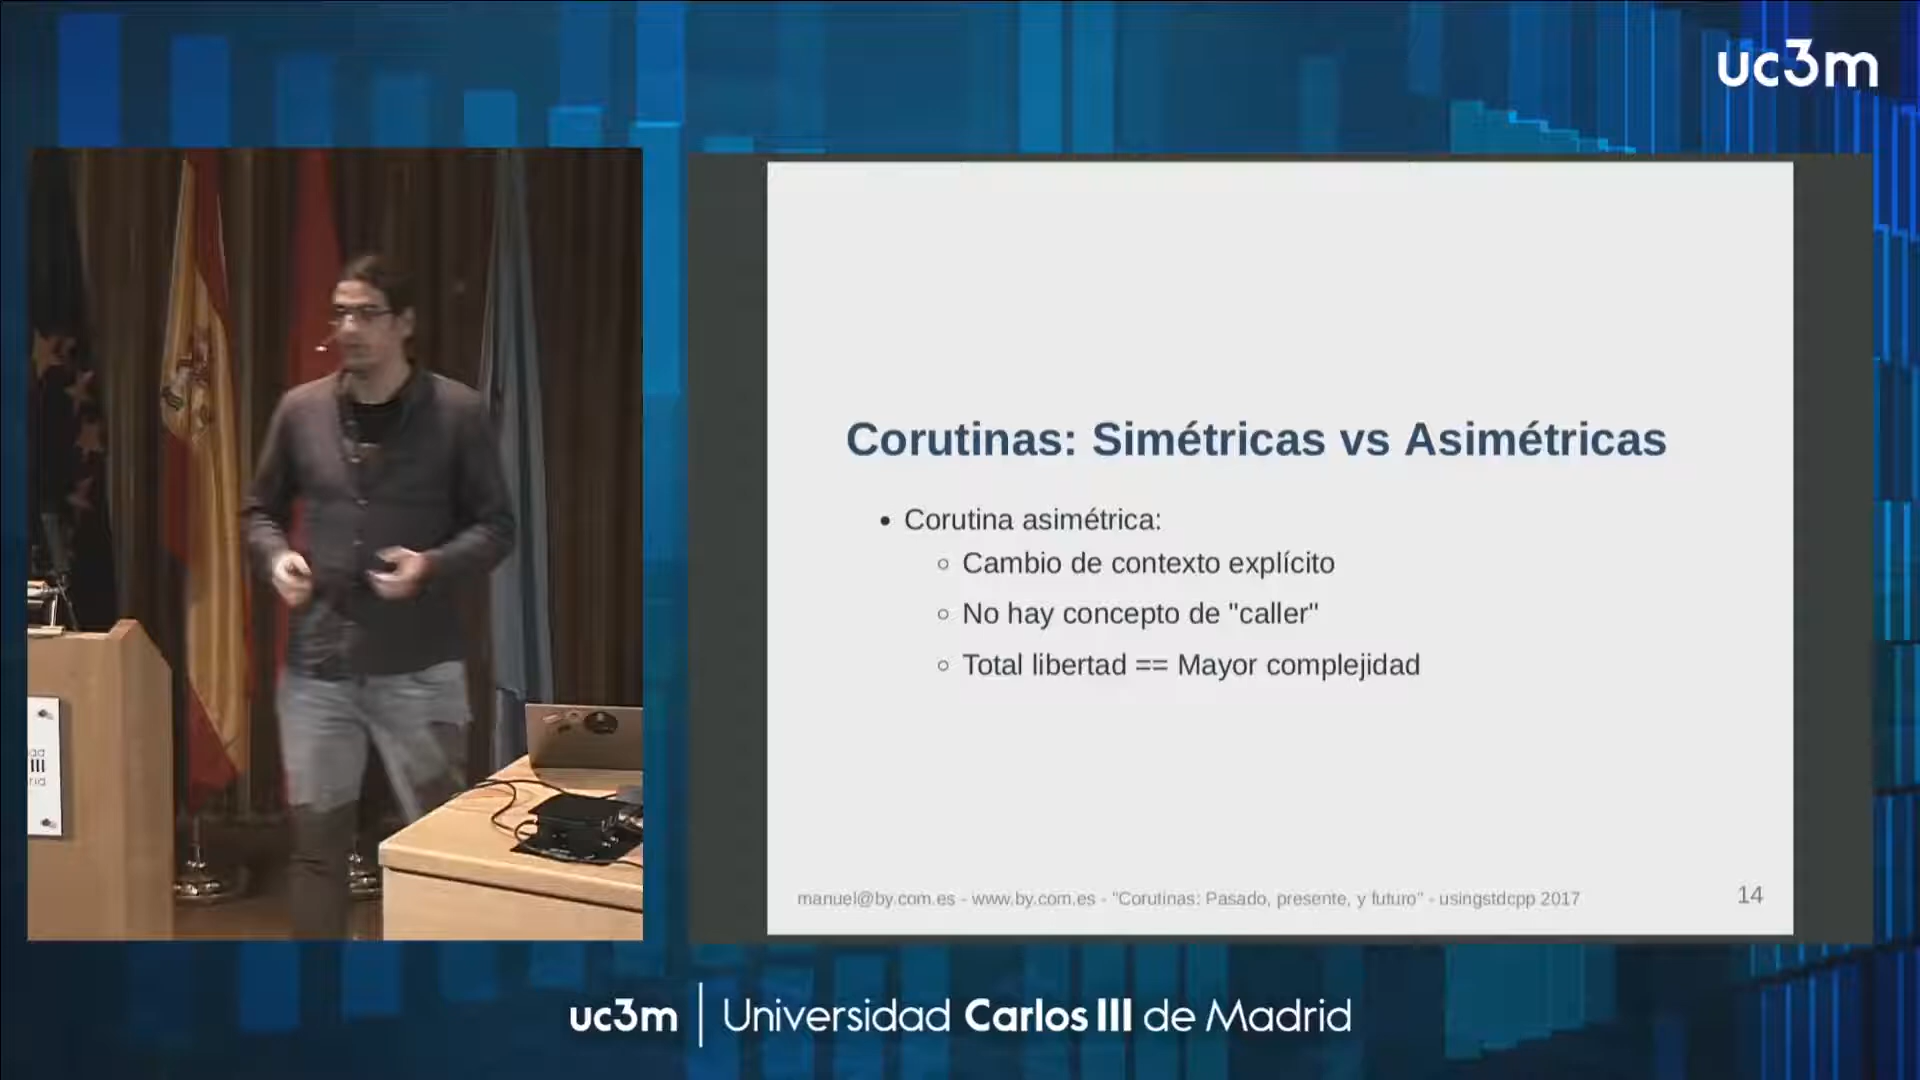 uc3m
Corutinas: Simétricas vs Asimétricas
Corutina asimétrica:
Cambio de contexto explícito
No hay concepto de "caller"
Total libertad == Mayor complejidad
manuel@by.com.es - www.by.com.es - "Corutinas: Pasado, presente, y futuro" - usingstdcpp 2017
14
III
uc3m | Universidad Carlos III de Madrid